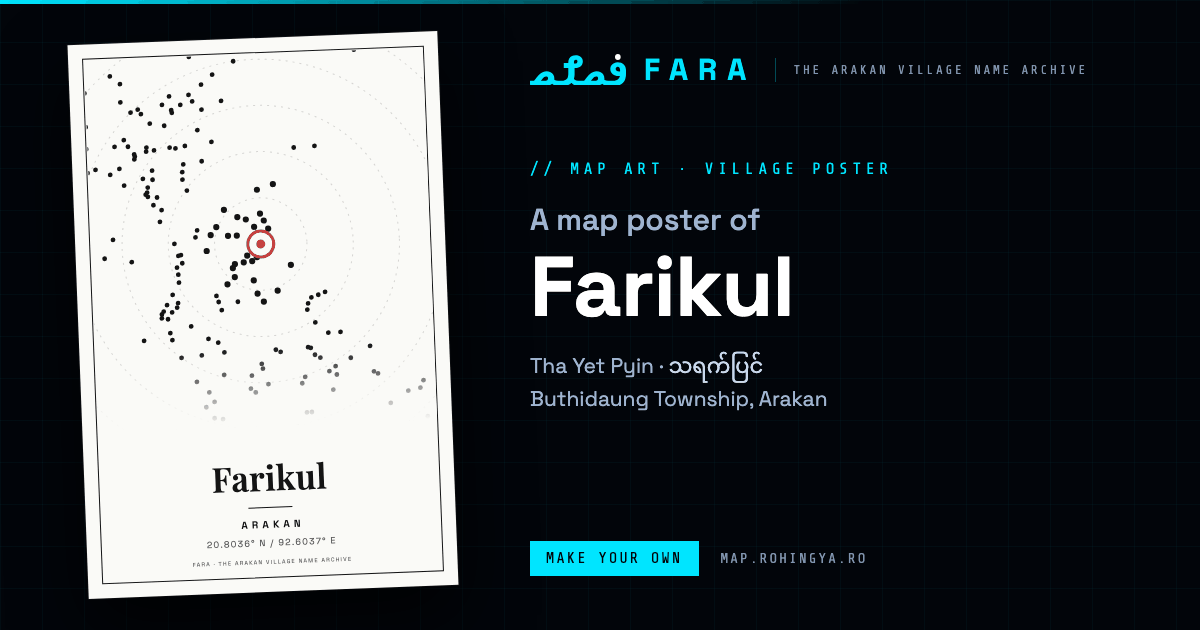 FARA
THE ARAKAN VILLAGE NAME ARCHIVE
// MAP ART · VILLAGE POSTER
A map poster of
Farikul
Tha Yet Pyin · သရက်ပြင်
Buthidaung Township, Arakan
MAKE YOUR OWN
MAP.ROHINGYA.RO
Farikul
ARAKAN
20.8036° N / 92.6037° E
FARA · THE ARAKAN VILLAGE NAME ARCHIVE